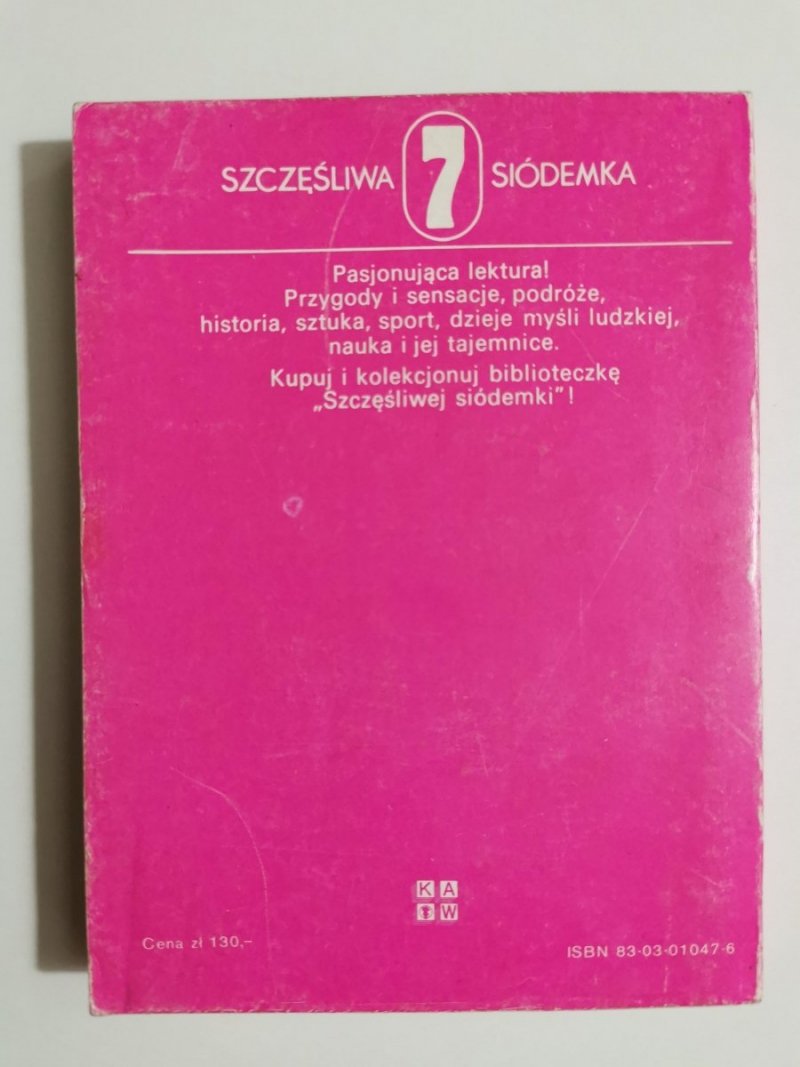 SZCZĘŚLIWA 7 SIÓDEMKA
Pasjonująca lektura!
Przygody i sensacje, podróże,
historia, sztuka, sport, dzieje myśli ludzkiej,
nauka i jej tajemnice.
Kupuj i kolekcjonuj biblioteczkę
„Szczęśliwej siódemki”!
K A
W
Cena zł 130,-
ISBN 83-03-01047-6